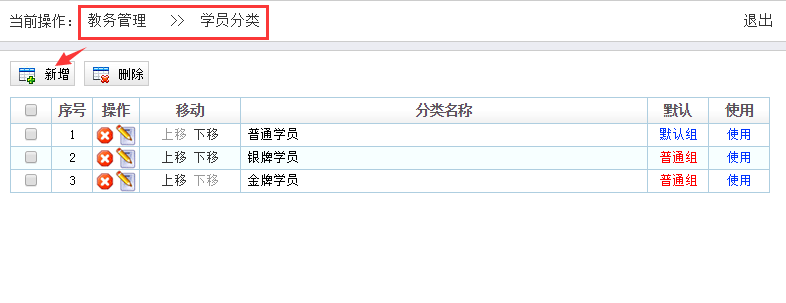 当前操作： 教务管理 >> 学员分类 退出
新增 删除
序号 操作 移动 分类名称 默认 使用
1 上移 下移 普通学员 默认组 使用
2 上移 下移 银牌学员 普通组 使用
3 上移 下移 金牌学员 普通组 使用